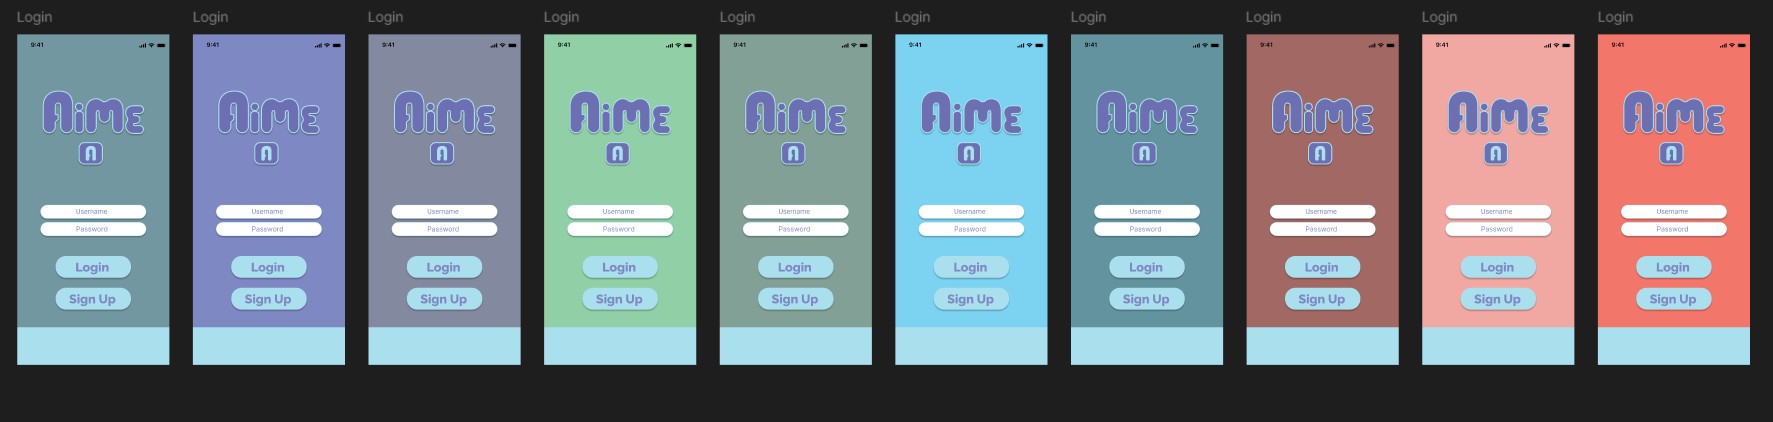 Login Login Login Login Login Login Login Login Login Login
9:41 9:41 9:41 9:41 9:41 9:41 9:41 9:41 9:41 9:41
AiME AiME AiME AiME AiME AiME AiME AiME AiME AiME
A A A A A A A A A A
Username Username Username Username Username Username Username Username Username Username
Password Password Password Password Password Password Password Password Password Password
Login Login Login Login Login Login Login Login Login Login
Sign Up Sign Up Sign Up Sign Up Sign Up Sign Up Sign Up Sign Up Sign Up Sign Up